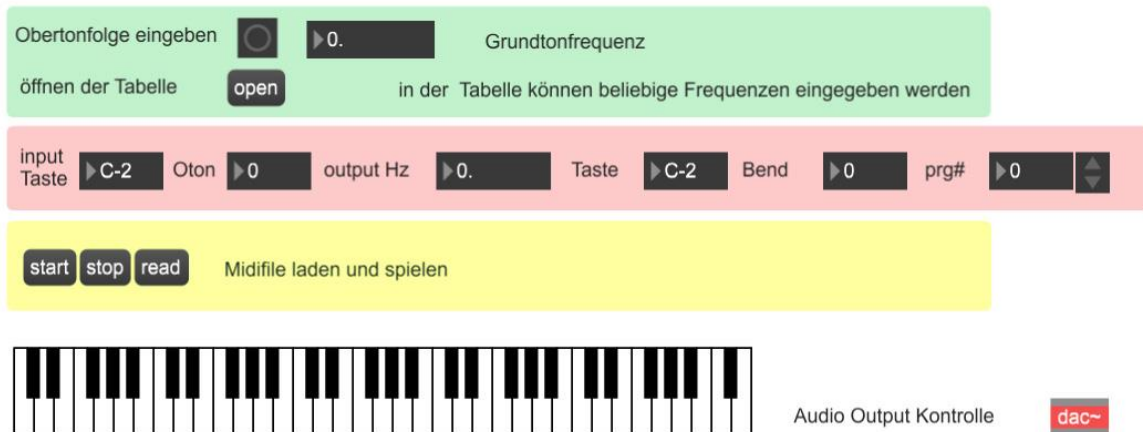 Obertonfolge eingeben 0. Grundtonfrequenz
öffnen der Tabelle open in der Tabelle können beliebige Frequenzen eingegeben werden
input
Taste C-2 Oton 0 output Hz 0. Taste C-2 Bend 0 prg# 0
start stop read Midifile laden und spielen
Audio Output Kontrolle dac~